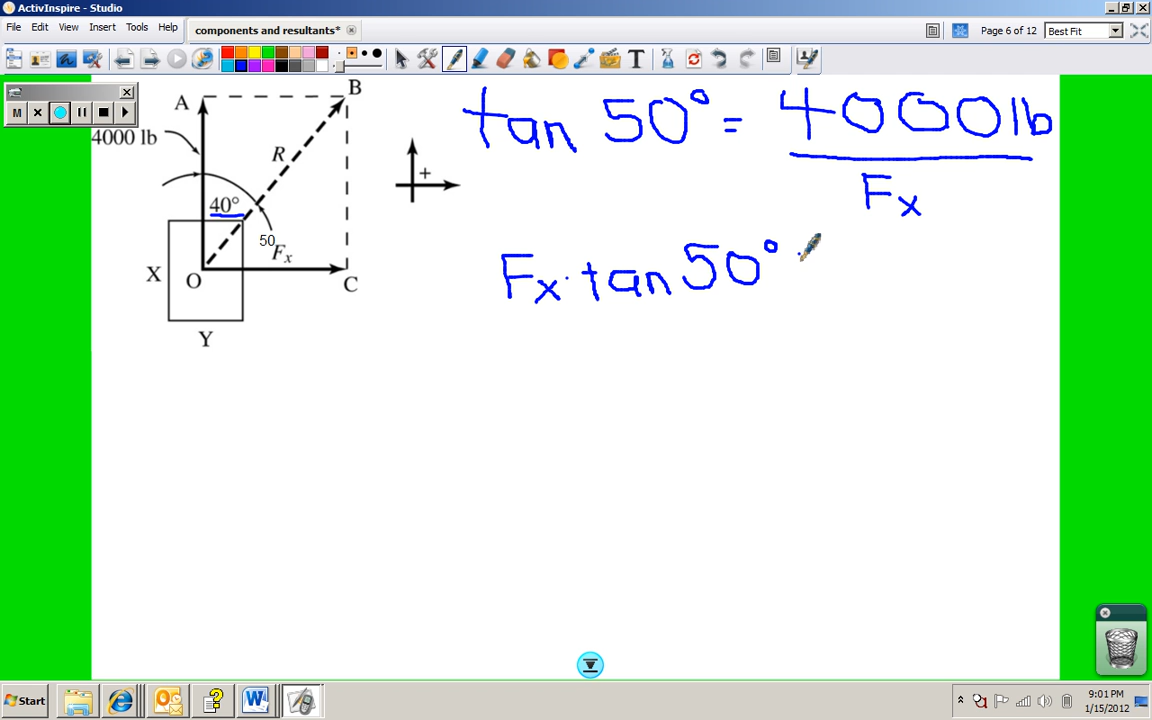 ActivInspire - Studio
File Edit View Insert Tools Help
components and resultants*
Page 6 of 12
Best Fit
M
A
B
4000 lb
R
+
40°
50
Fx
X
O
C
Y
tan 50° = 4000 lb
Fx
Fx · tan 50°
Start
9:01 PM
1/15/2012